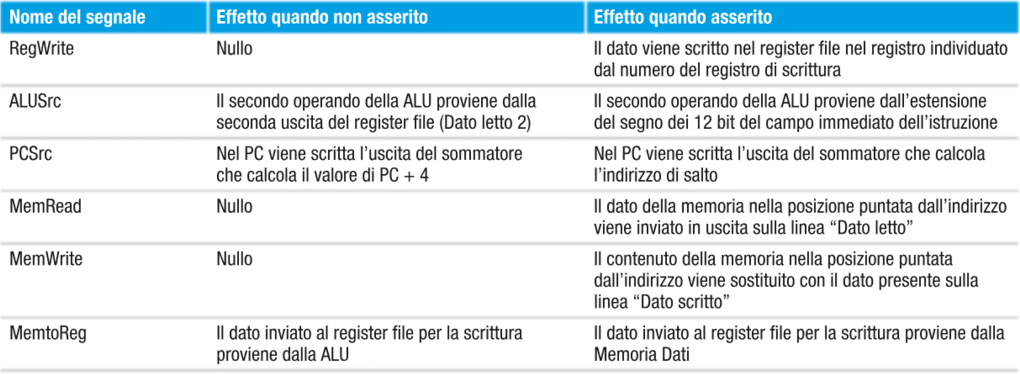 Nome del segnale Effetto quando non asserito Effetto quando asserito
RegWrite Nullo Il dato viene scritto nel register file nel registro individuato
dal numero del registro di scrittura
ALUSrc Il secondo operando della ALU proviene dalla Il secondo operando della ALU proviene dall'estensione
seconda uscita del register file (Dato letto 2) del segno dei 12 bit del campo immediato dell'istruzione
PCSrc Nel PC viene scritta l'uscita del sommatore Nel PC viene scritta l'uscita del sommatore che calcola
che calcola il valore di PC + 4 l'indirizzo di salto
MemRead Nullo Il dato della memoria nella posizione puntata dall'indirizzo
viene inviato in uscita sulla linea “Dato letto”
MemWrite Nullo Il contenuto della memoria nella posizione puntata
dall'indirizzo viene sostituito con il dato presente sulla
linea “Dato scritto”
MemtoReg Il dato inviato al register file per la scrittura Il dato inviato al register file per la scrittura proviene dalla
proviene dalla ALU Memoria Dati